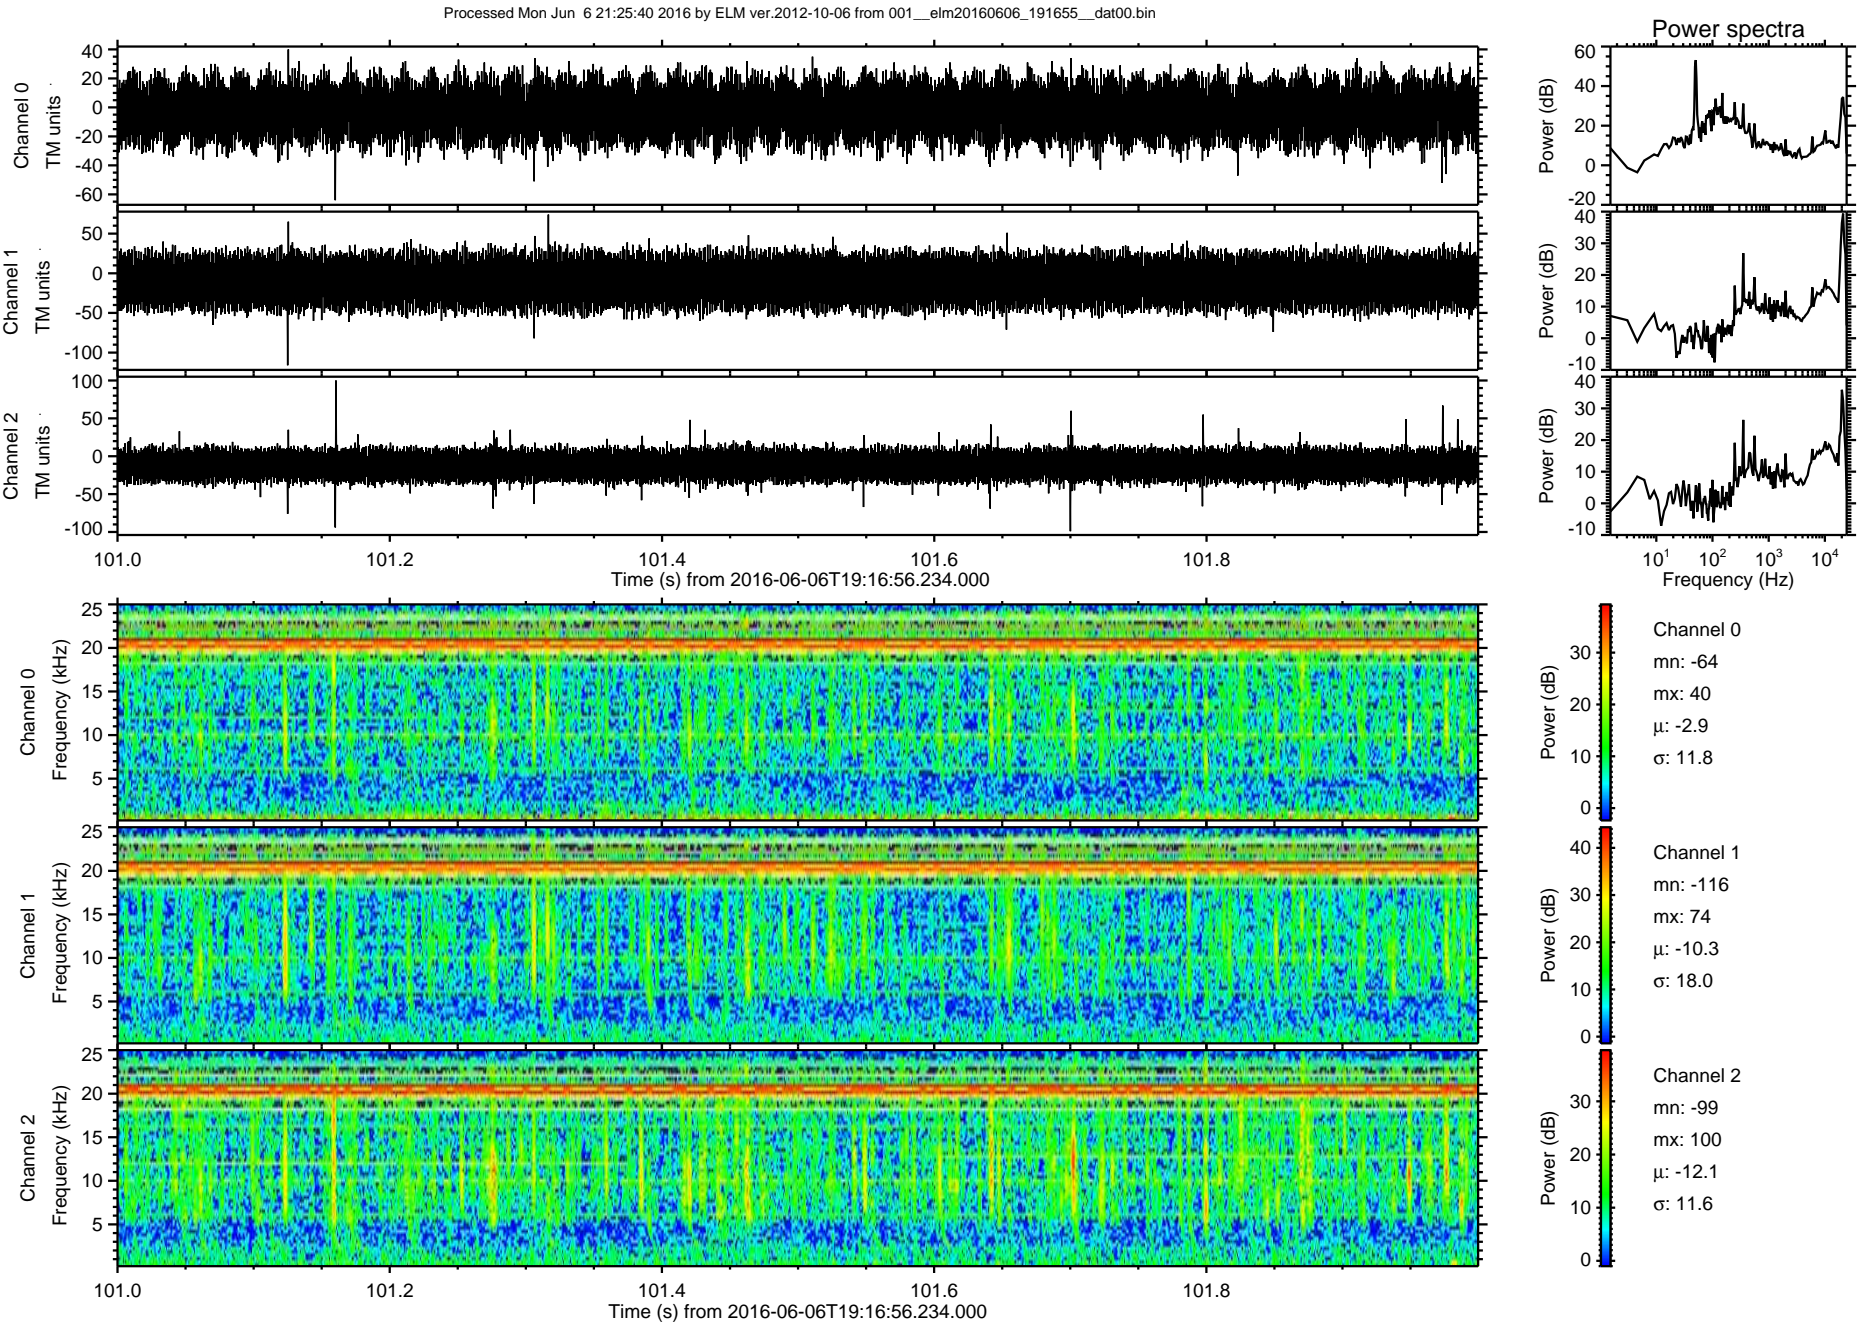 Processed Mon Jun  6 21:25:40 2016 by ELM ver.2012-10-06 from 001__elm20160606_191655__dat00.bin
Power spectra
Channel 0
TM units
40
20
0
-20
-40
-60
Power (dB)
60
40
20
0
-20
Channel 1
TM units
50
0
-50
-100
Power (dB)
40
30
20
10
0
-10
Channel 2
TM units
100
50
0
-50
-100
Power (dB)
40
30
20
10
0
-10
101.0 101.2 101.4 101.6 101.8
Time (s) from 2016-06-06T19:16:56.234.000
10^1 10^2 10^3 10^4
Frequency (Hz)
Channel 0
Frequency (kHz)
25
20
15
10
5
Power (dB)
30
20
10
0
Channel 0
mn: -64
mx: 40
μ: -2.9
σ: 11.8
Channel 1
Frequency (kHz)
25
20
15
10
5
Power (dB)
40
30
20
10
0
Channel 1
mn: -116
mx: 74
μ: -10.3
σ: 18.0
Channel 2
Frequency (kHz)
25
20
15
10
5
Power (dB)
30
20
10
0
Channel 2
mn: -99
mx: 100
μ: -12.1
σ: 11.6
101.0 101.2 101.4 101.6 101.8
Time (s) from 2016-06-06T19:16:56.234.000